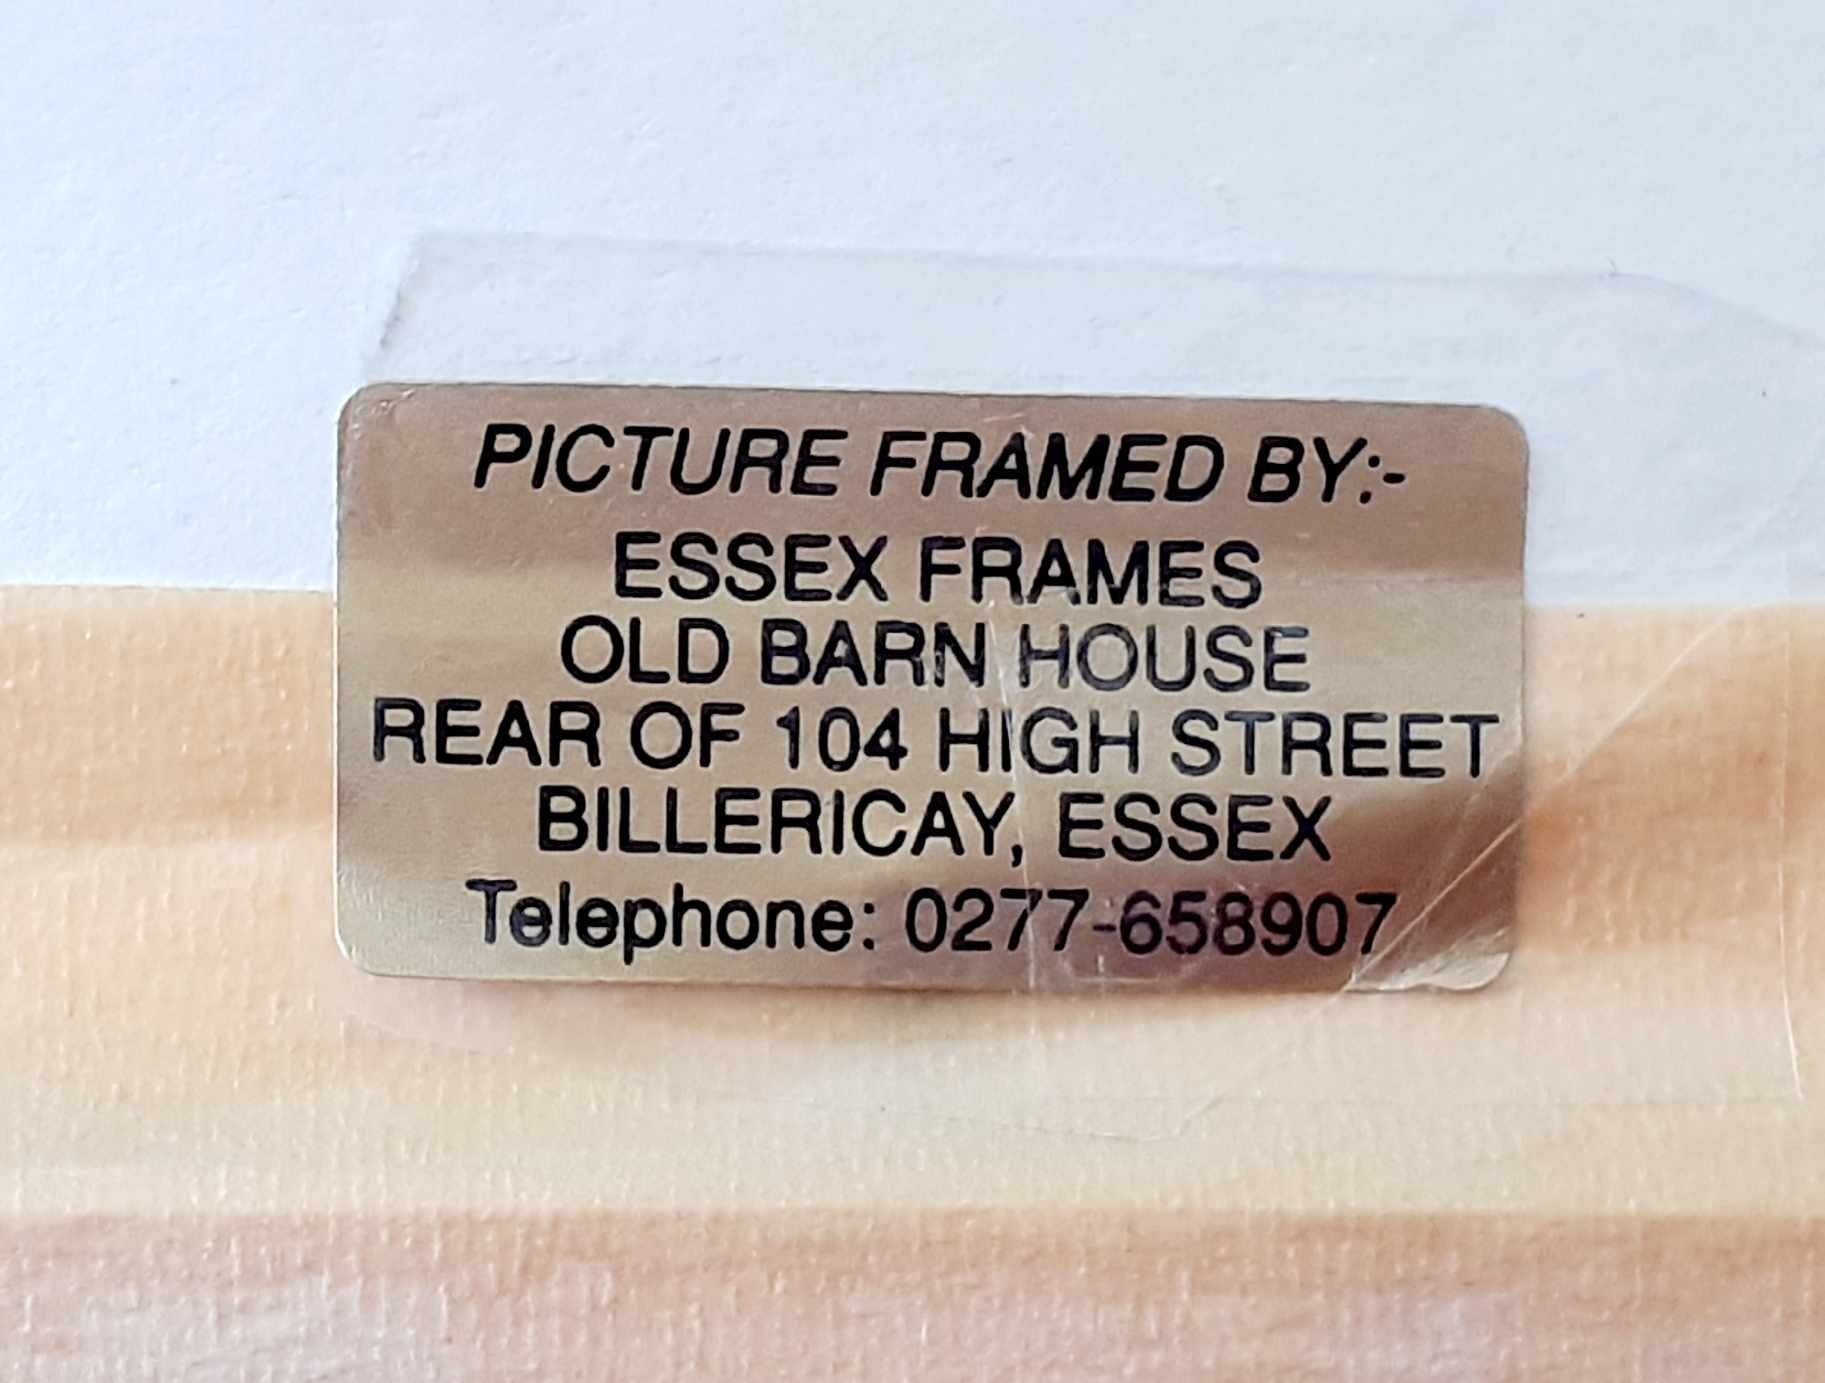 PICTURE FRAMED BY:-
ESSEX FRAMES
OLD BARN HOUSE
REAR OF 104 HIGH STREET
BILLERICAY, ESSEX
Telephone: 0277-658907